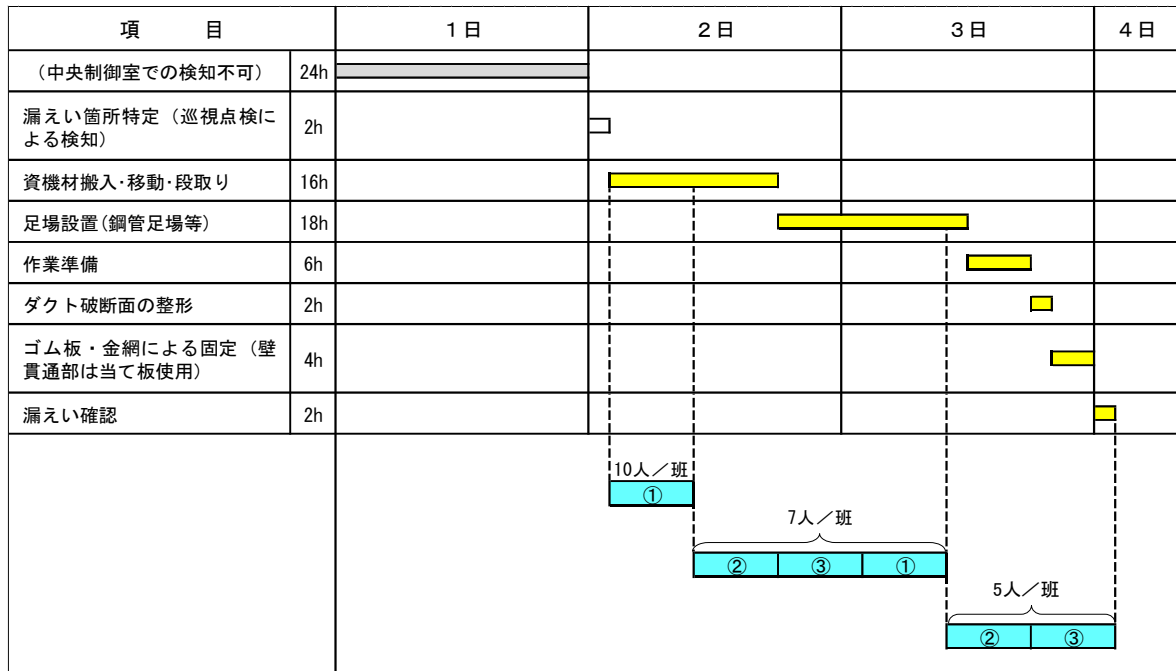 項　　目 １日 ２日 ３日 ４日
（中央制御室での検知不可） 24h
漏えい箇所特定（巡視点検に
よる検知） 2h
資機材搬入･移動･段取り 16h
足場設置(鋼管足場等) 18h
作業準備 6h
ダクト破断面の整形 2h
ゴム板・金網による固定（壁
貫通部は当て板使用） 4h
漏えい確認 2h
10人／班
①
7人／班
② ③ ①
5人／班
② ③